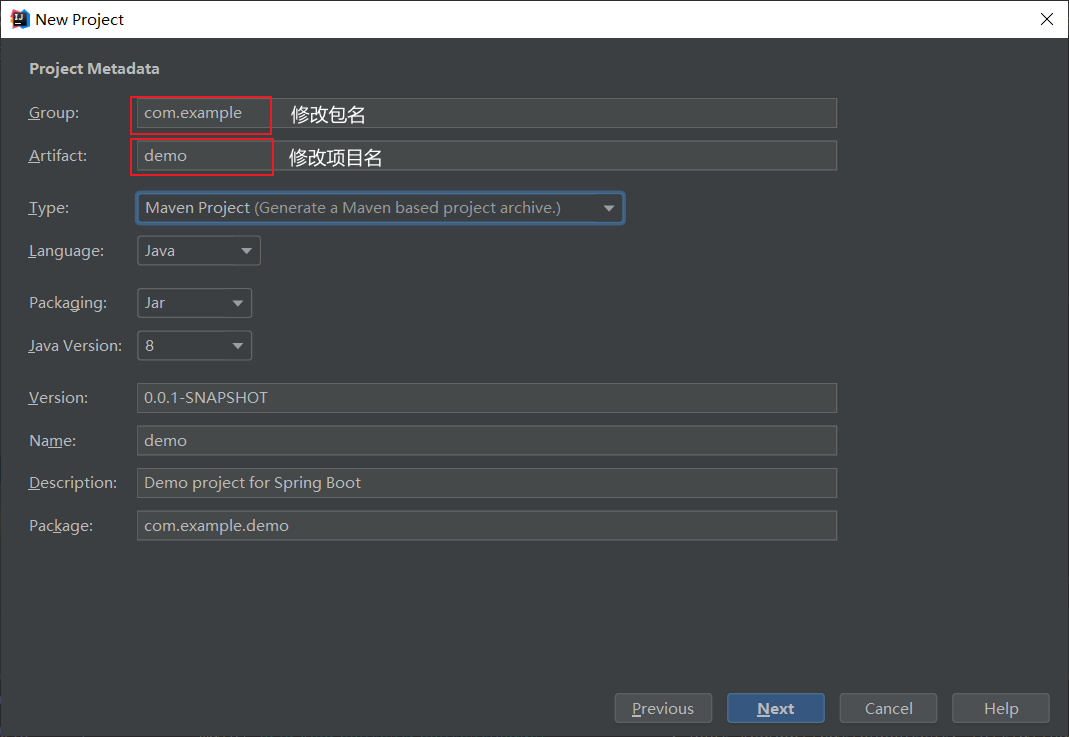 New Project
Project Metadata
Group: com.example 修改包名
Artifact: demo 修改项目名
Type: Maven Project (Generate a Maven based project archive.)
Language: Java
Packaging: Jar
Java Version: 8
Version: 0.0.1-SNAPSHOT
Name: demo
Description: Demo project for Spring Boot
Package: com.example.demo
Previous Next Cancel Help